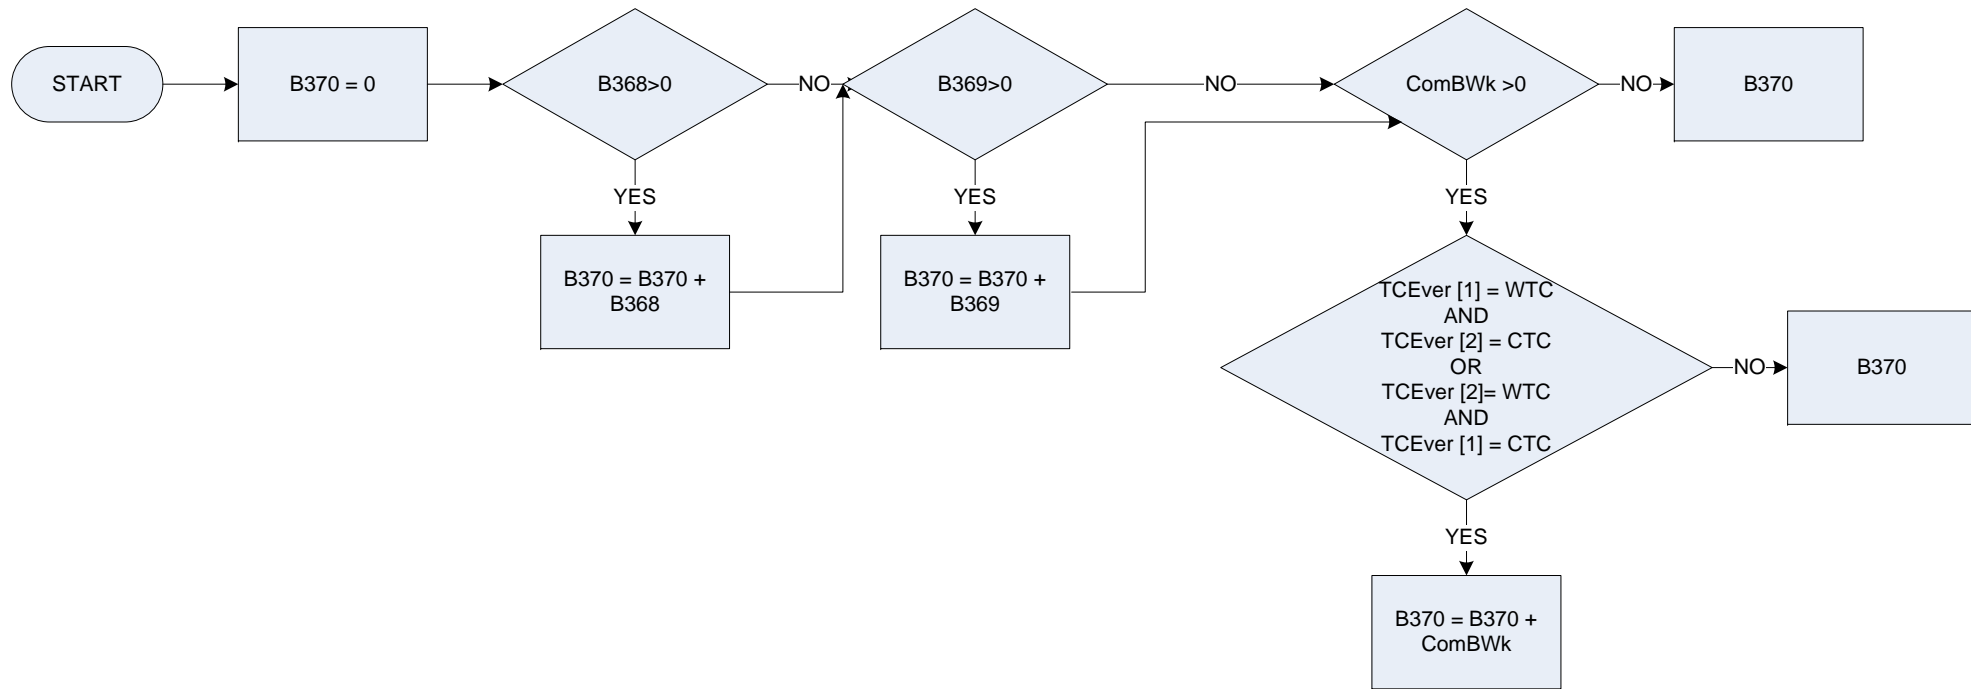 START
B370 = 0
B368>0
NO
B369>0
NO
ComBWk >0
NO
B370
YES
YES
YES
B370 = B370 +
B368
B370 = B370 +
B369
TCEver [1] = WTC
AND
TCEver [2] = CTC
OR
TCEver [2]= WTC
AND
TCEver [1] = CTC
NO
B370
YES
B370 = B370 +
ComBWk